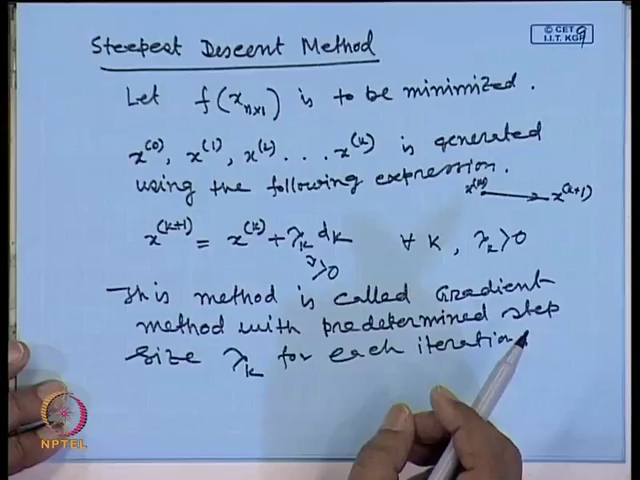 © CET
I.I.T. KGP
9
Steepest Descent Method
Let f(x_{n×1}) is to be minimized.
x^{(0)}, x^{(1)}, x^{(2)} . . . . x^{(k)} is generated
using the following expression.
x^{(k)} → x^{(k+1)}
x^{(k+1)} = x^{(k)} + λ_k d_k ∀ k, λ_k > 0
> 0
This method is called Gradient
method with predetermined step
size λ_k for each iteration
NPTEL